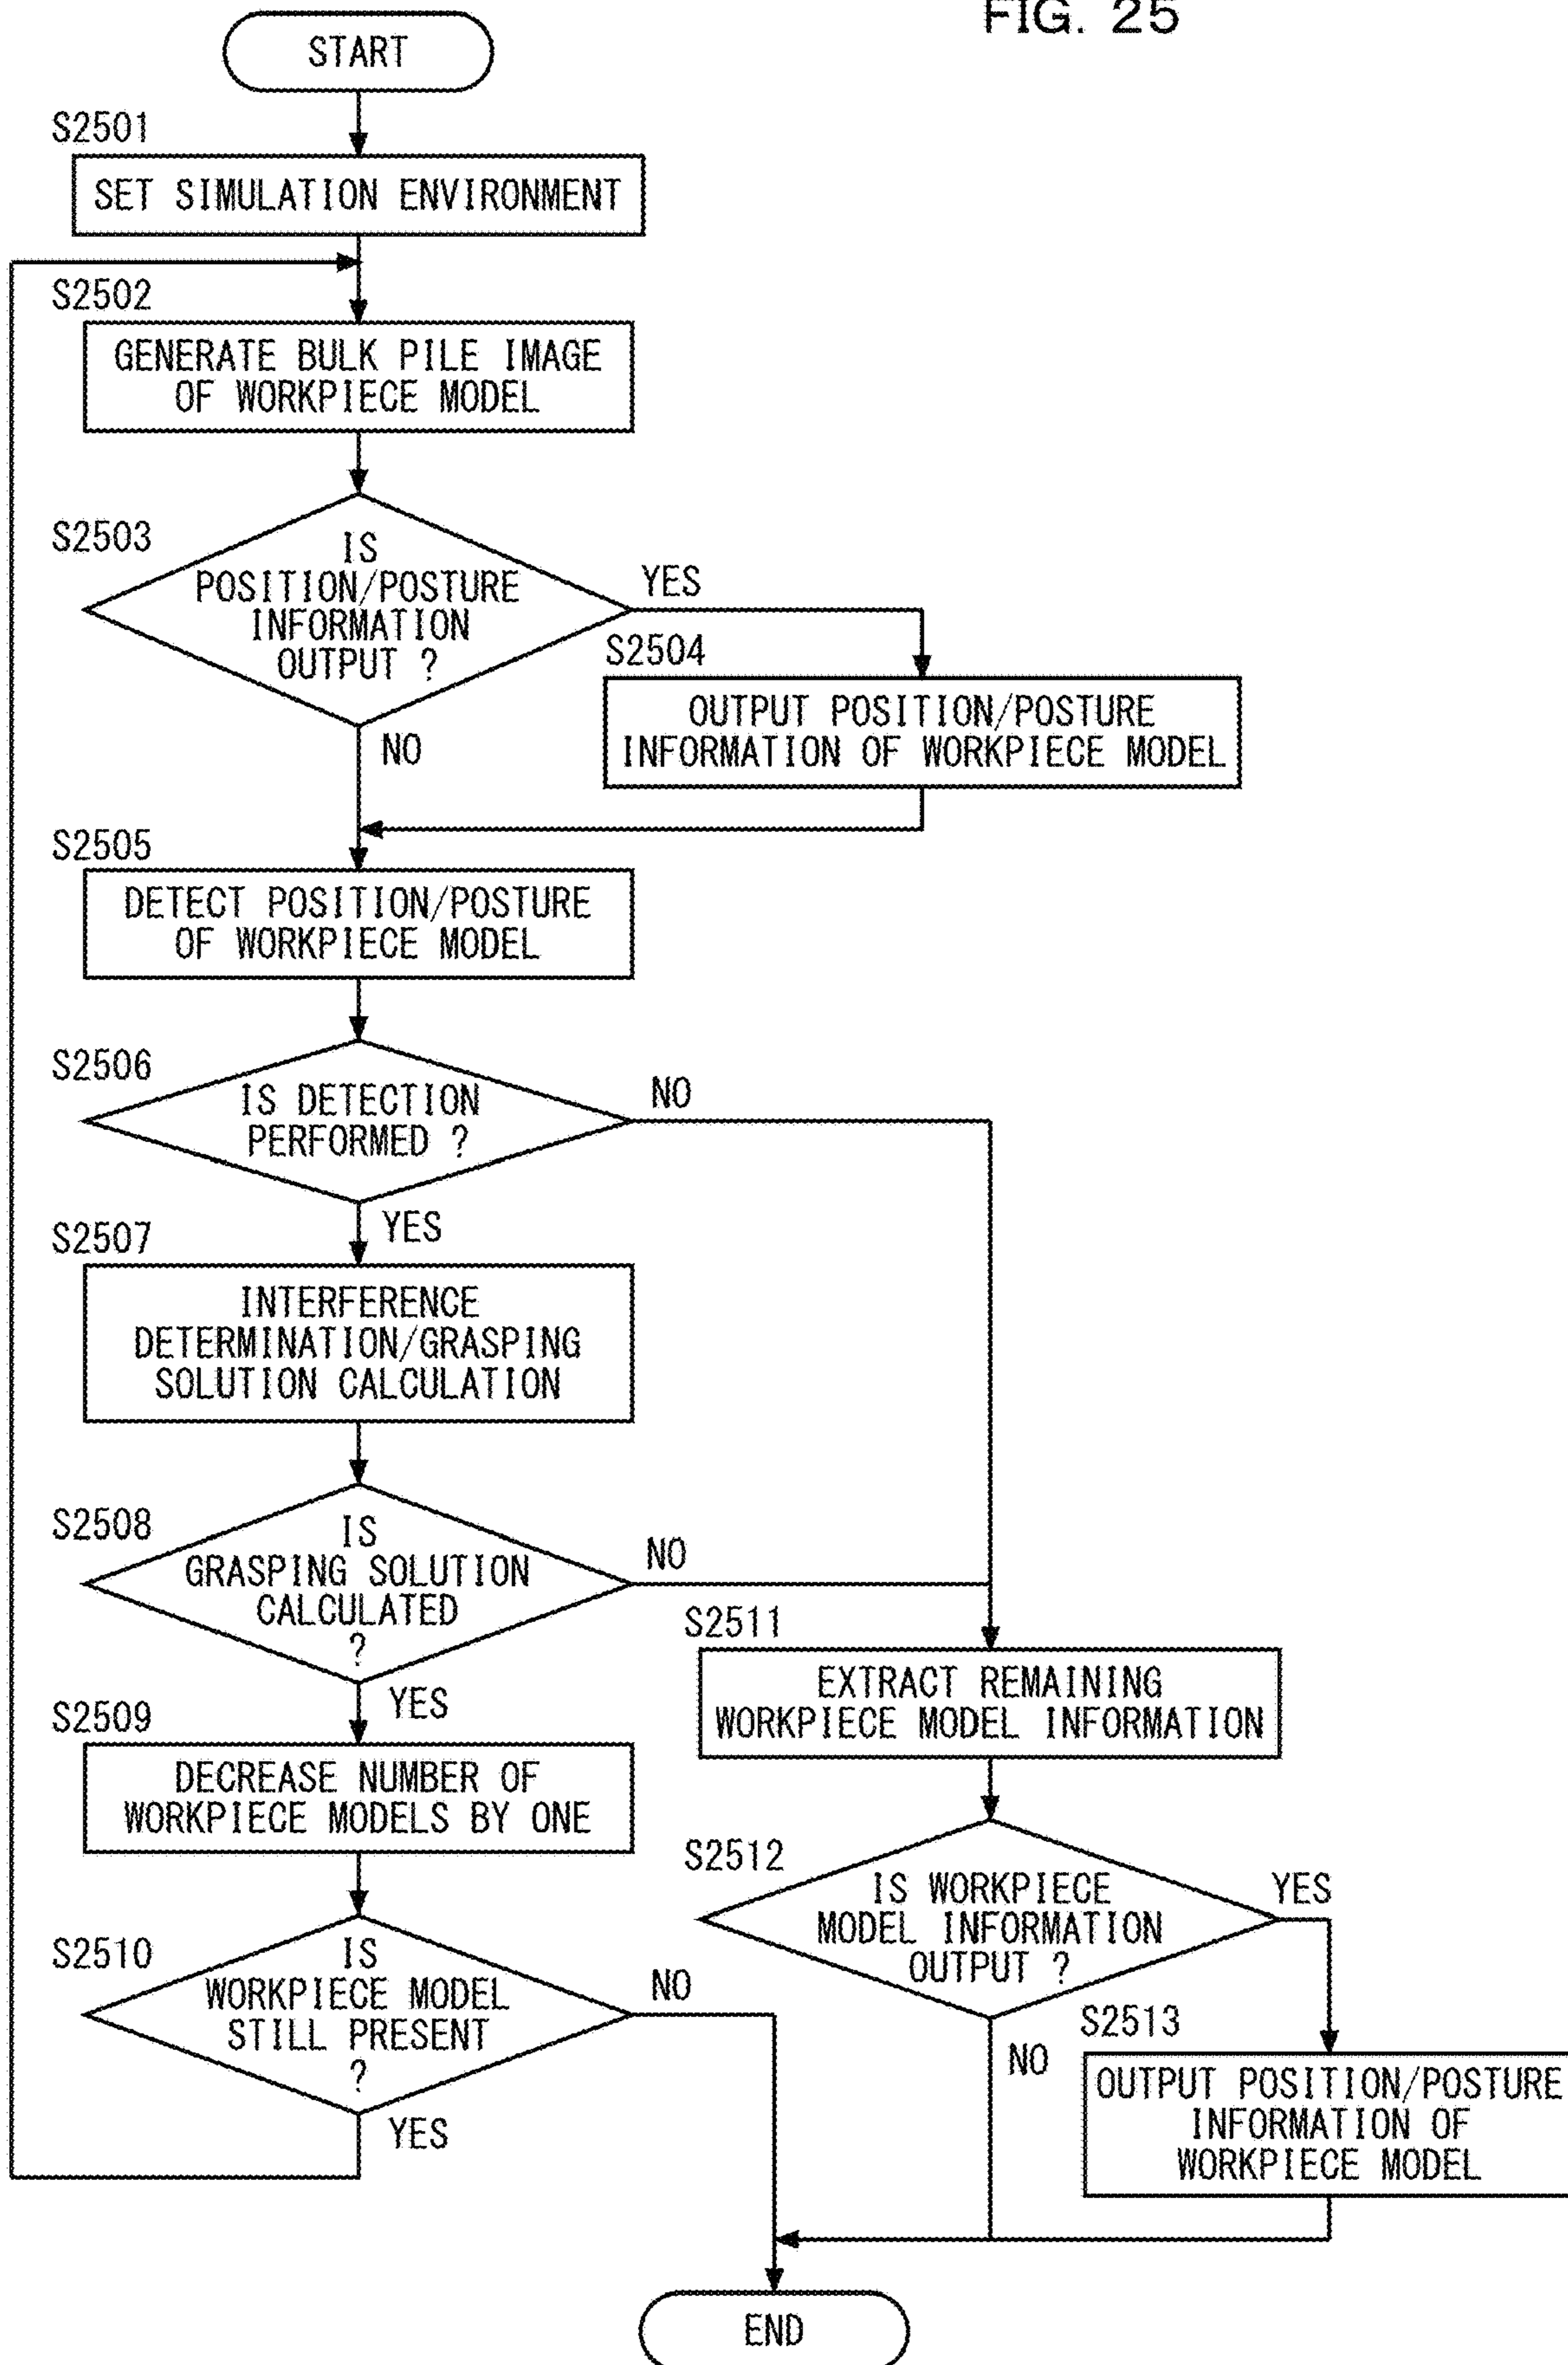 FIG. 25
START
S2501
SET SIMULATION ENVIRONMENT
S2502
GENERATE BULK PILE IMAGE
OF WORKPIECE MODEL
S2503
IS
POSITION/POSTURE
INFORMATION
OUTPUT ?
YES
NO
S2504
OUTPUT POSITION/POSTURE
INFORMATION OF WORKPIECE MODEL
S2505
DETECT POSITION/POSTURE
OF WORKPIECE MODEL
S2506
IS DETECTION
PERFORMED ?
NO
YES
S2507
INTERFERENCE
DETERMINATION/GRASPING
SOLUTION CALCULATION
S2508
IS
GRASPING SOLUTION
CALCULATED
?
NO
YES
S2509
DECREASE NUMBER OF
WORKPIECE MODELS BY ONE
S2510
IS
WORKPIECE MODEL
STILL PRESENT
?
NO
YES
S2511
EXTRACT REMAINING
WORKPIECE MODEL INFORMATION
S2512
IS WORKPIECE
MODEL INFORMATION
OUTPUT ?
YES
NO
S2513
OUTPUT POSITION/POSTURE
INFORMATION OF
WORKPIECE MODEL
END